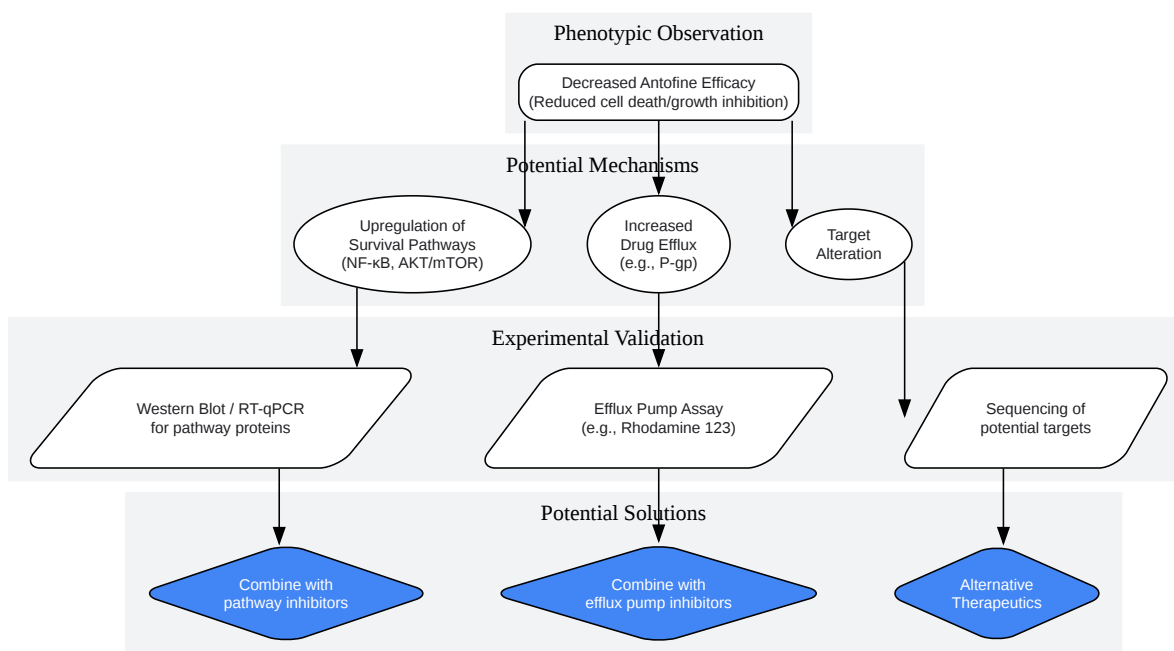 Phenotypic Observation
Decreased Antofine Efficacy
(Reduced cell death/growth inhibition)
Potential Mechanisms
Upregulation of
Survival Pathways
(NF-κB, AKT/mTOR)
Increased
Drug Efflux
(e.g., P-gp)
Target
Alteration
Experimental Validation
Western Blot / RT-qPCR
for pathway proteins
Efflux Pump Assay
(e.g., Rhodamine 123)
Sequencing of
potential targets
Potential Solutions
Combine with
pathway inhibitors
Combine with
efflux pump inhibitors
Alternative
Therapeutics